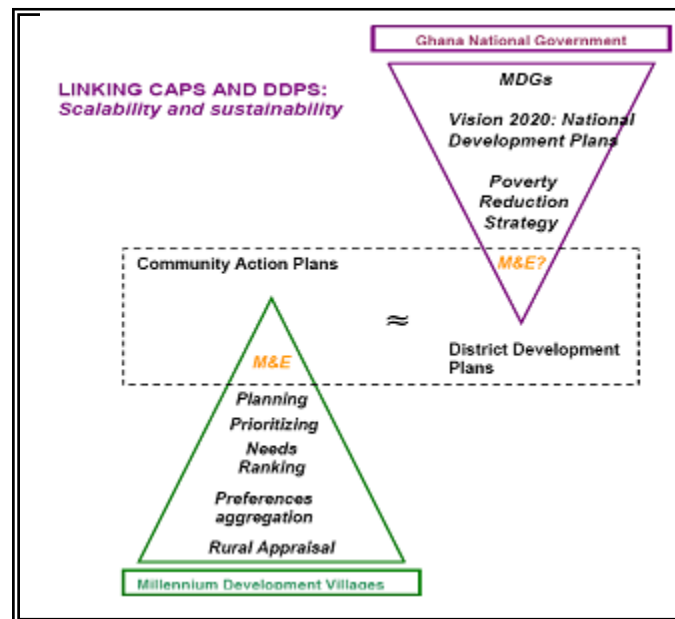 Ghana National Government
LINKING CAPS AND DDPS:
Scalability and sustainability
MDGs
Vision 2020: National
Development Plans
Poverty
Reduction
Strategy
Community Action Plans
M&E?
≈
District Development
Plans
M&E
Planning
Prioritizing
Needs
Ranking
Preferences
aggregation
Rural Appraisal
Millennium Development Villages